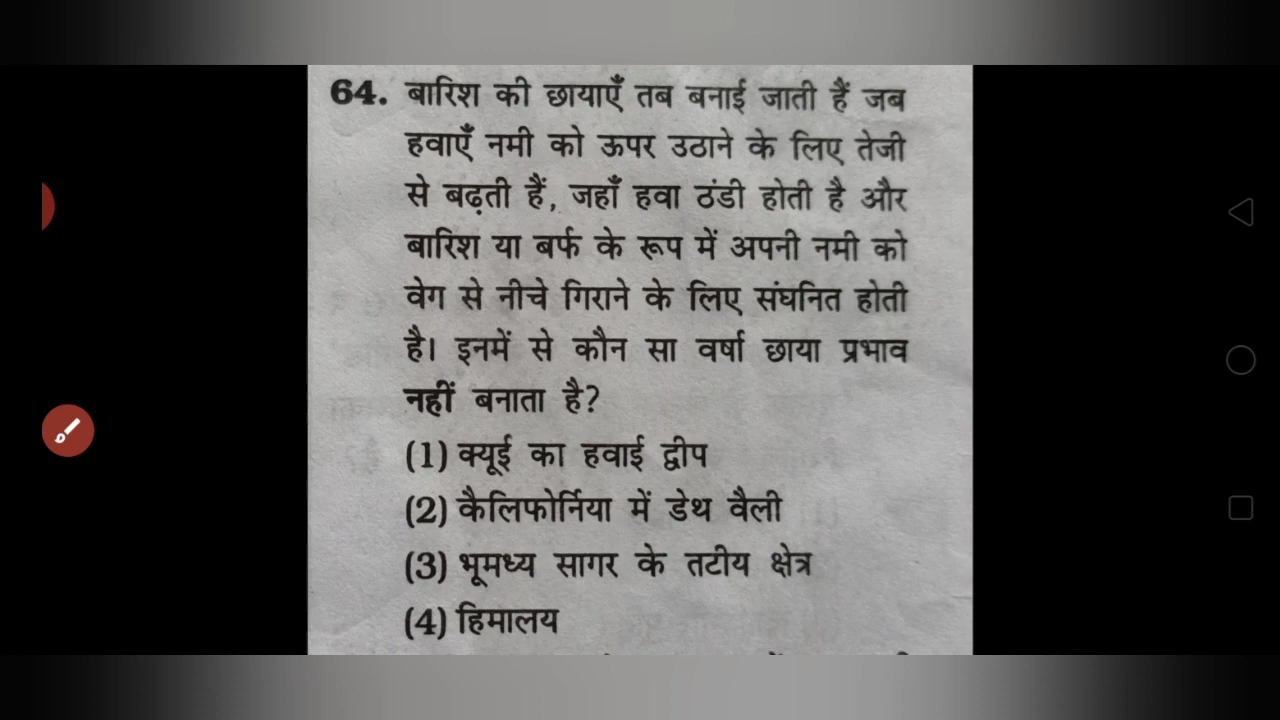 64. बारिश की छायाएँ तब बनाई जाती हैं जब
हवाएँ नमी को ऊपर उठाने के लिए तेजी
से बढ़ती हैं, जहाँ हवा ठंडी होती है और
बारिश या बर्फ के रूप में अपनी नमी को
वेग से नीचे गिराने के लिए संघनित होती
है। इनमें से कौन सा वर्षा छाया प्रभाव
नहीं बनाता है?
(1) क्यूई का हवाई द्वीप
(2) कैलिफोर्निया में डेथ वैली
(3) भूमध्य सागर के तटीय क्षेत्र
(4) हिमालय